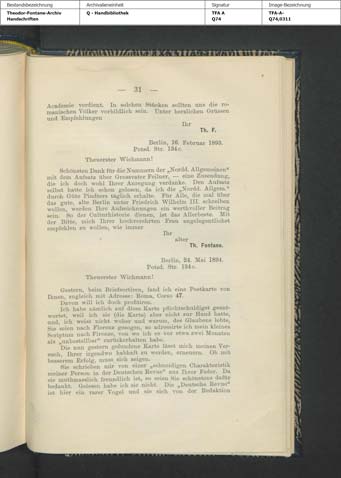 Bestandsbezeichnung Archivalieneinheit Signatur Image-Bezeichnung
Theodor-Fontane-Archiv Q - Handbibliothek TFA A TFA-A-
Handschriften Q74 Q74,0311
— 31 —
Academie verdient. In solchen Stücken sollten uns die ro-
manischen Völker vorbildlich sein. Unter herzlichen Grüssen
und Empfehlungen
Ihr
Th. F.
Berlin, 26. Februar 1893.
Potsd. Str. 134c.
Theuerster Wichmann!
Schönsten Dank für die Nummern der „Nordd. Allgemeinen"
mit dem Aufsatz über Generator Fellner, — eine Zusendung,
die ich doch wohl Ihrer Anregung verdanke. Den Aufsatz
selbst hatte ich schon gelesen, da ich die „Nordd. Allgem."
durch Güte Pindters täglich erhalte. Für Alle, die mal über
das gute, alte Berlin unter Friedrich Wilhelm III. schreiben
wollen, werden Ihre Aufzeichnungen ein werthvoller Beitrag
sein. So der Culturhistorie dienen, ist das Allerbeste. Mit
der Bitte, mich Ihrer hochverehrten Frau angelegentlichst
empfehlen zu wollen, wie immer
Ihr
alter
Th. Fontane.
Berlin, 24. Mai 1894.
Potsd. Str. 134c.
Theuerster Wichmann!
Gestern, beim Briefsortiren, fand ich eine Postkarte von
Ihnen, zugleich mit Adresse: Roma, Corso 47.
Davon will ich doch profitiren.
Ich habe nämlich auf diese Karte pflichtschuldigst geant-
wortet, weil ich sie (die Karte) aber nicht zur Hand hatte,
und, ich weiss nicht woher und warum, des Glaubens lebte,
Sie seien nach Florenz gezogen, so adressirte ich mein kleines
Scriptum nach Firenze, von wo ich es vor etwa zwei Monaten
als „unbestellbar" zurückerhalten habe.
Die nun gestern gefundene Karte lässt mich meinen Ver-
such, Ihrer irgendwo habhaft zu werden, erneuern. Ob mit
besserem Erfolg, muss sich zeigen.
Sie schrieben mir von einer „schneidigen Charakteristik
meiner Person in der Deutschen Revue" aus Ihrer Feder. Da
sie muthmasslich freundlich ist, so seien Sie schönstens dafür
bedankt. Gelesen habe ich sie nicht. Die „Deutsche Revue"
ist hier ein rarer Vogel und sie sich von der Redaktion